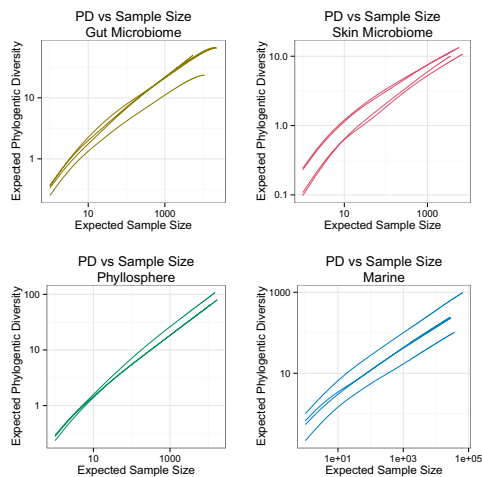 PD vs Sample Size
Gut Microbiome
Expected Phylogentic Diversity
10
1
10
1000
Expected Sample Size
PD vs Sample Size
Skin Microbiome
Expected Phylogentic Diversity
10.0
1.0
0.1
10
1000
Expected Sample Size
PD vs Sample Size
Phyllosphere
Expected Phylogentic Diversity
100
10
1
10
1000
Expected Sample Size
PD vs Sample Size
Marine
Expected Phylogentic Diversity
1000
10
1e+01
1e+03
1e+05
Expected Sample Size